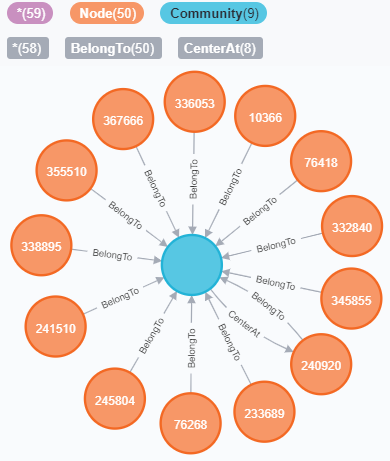 *(59) Node(50) Community(9)
*(58) BelongTo(50) CenterAt(8)
336053
367666
10366
355510
76418
338895
332840
241510
345855
245804
240920
76268
233689
BelongTo
BelongTo
BelongTo
BelongTo
BelongTo
BelongTo
BelongTo
BelongTo
BelongTo
BelongTo
CenterAt
BelongTo
BelongTo
BelongTo